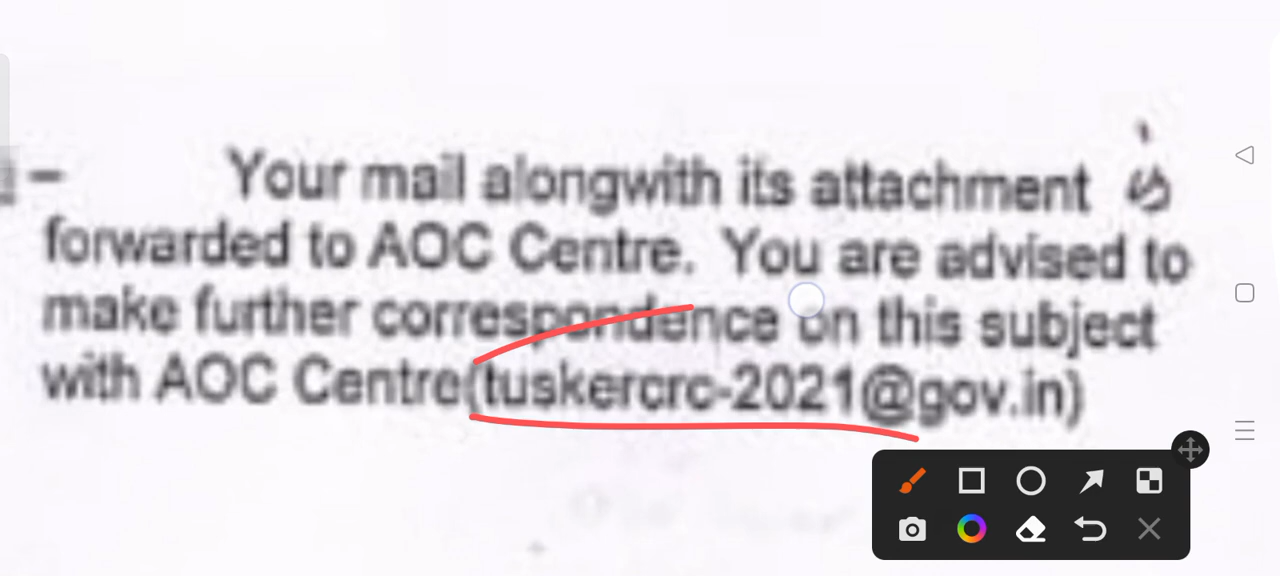 Your mail alongwith its attachment
forwarded to AOC Centre. You are advised to
make further correspondence on this subject
with AOC Centre(tuskercrc-2021@gov.in)